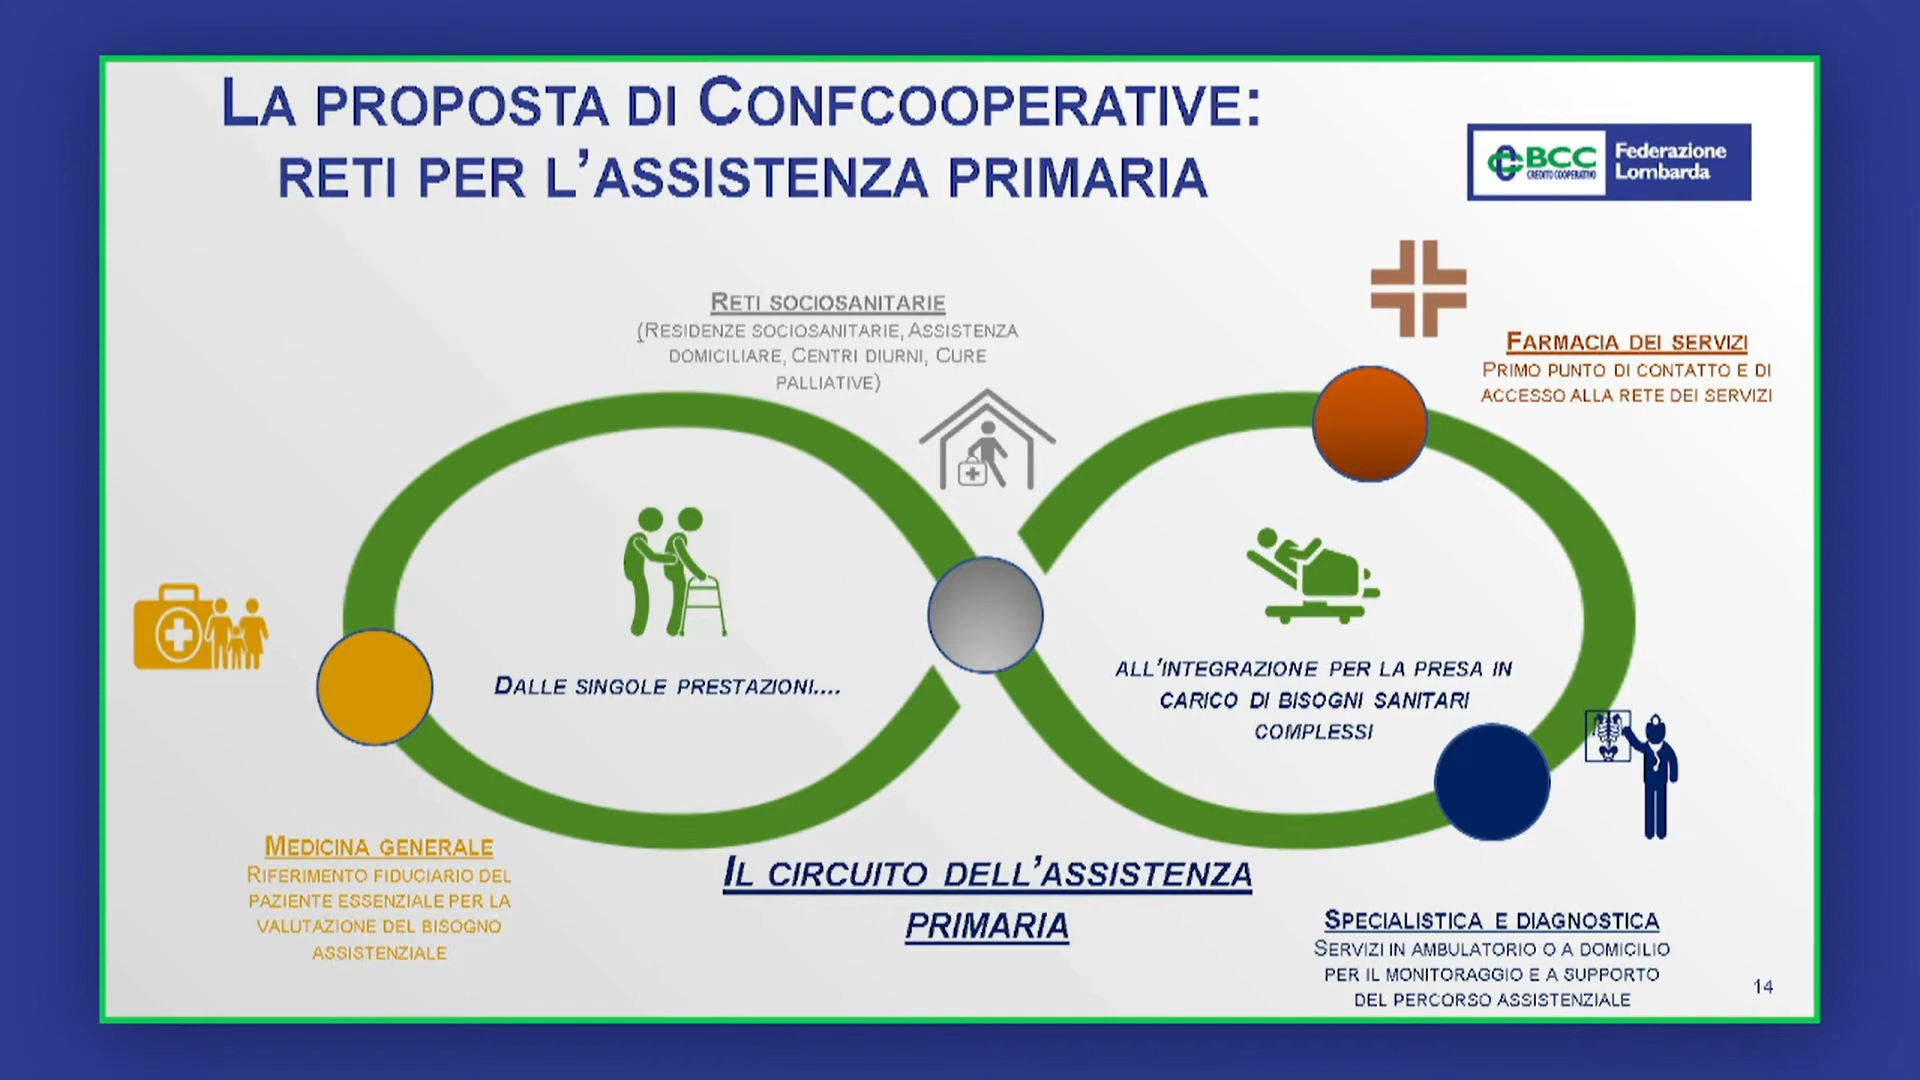 La proposta di Confcooperative:
reti per l'assistenza primaria
BCC
CREDITO COOPERATIVO
Federazione
Lombarda
Reti sociosanitarie
(Residenze sociosanitarie, Assistenza
domiciliare, Centri diurni, Cure
palliative)
Farmacia dei servizi
Primo punto di contatto e di
accesso alla rete dei servizi
Dalle singole prestazioni....
all'integrazione per la presa in
carico di bisogni sanitari
complessi
Medicina generale
Riferimento fiduciario del
paziente essenziale per la
valutazione del bisogno
assistenziale
Il circuito dell'assistenza
primaria
Specialistica e diagnostica
Servizi in ambulatorio o a domicilio
per il monitoraggio e a supporto
del percorso assistenziale
14